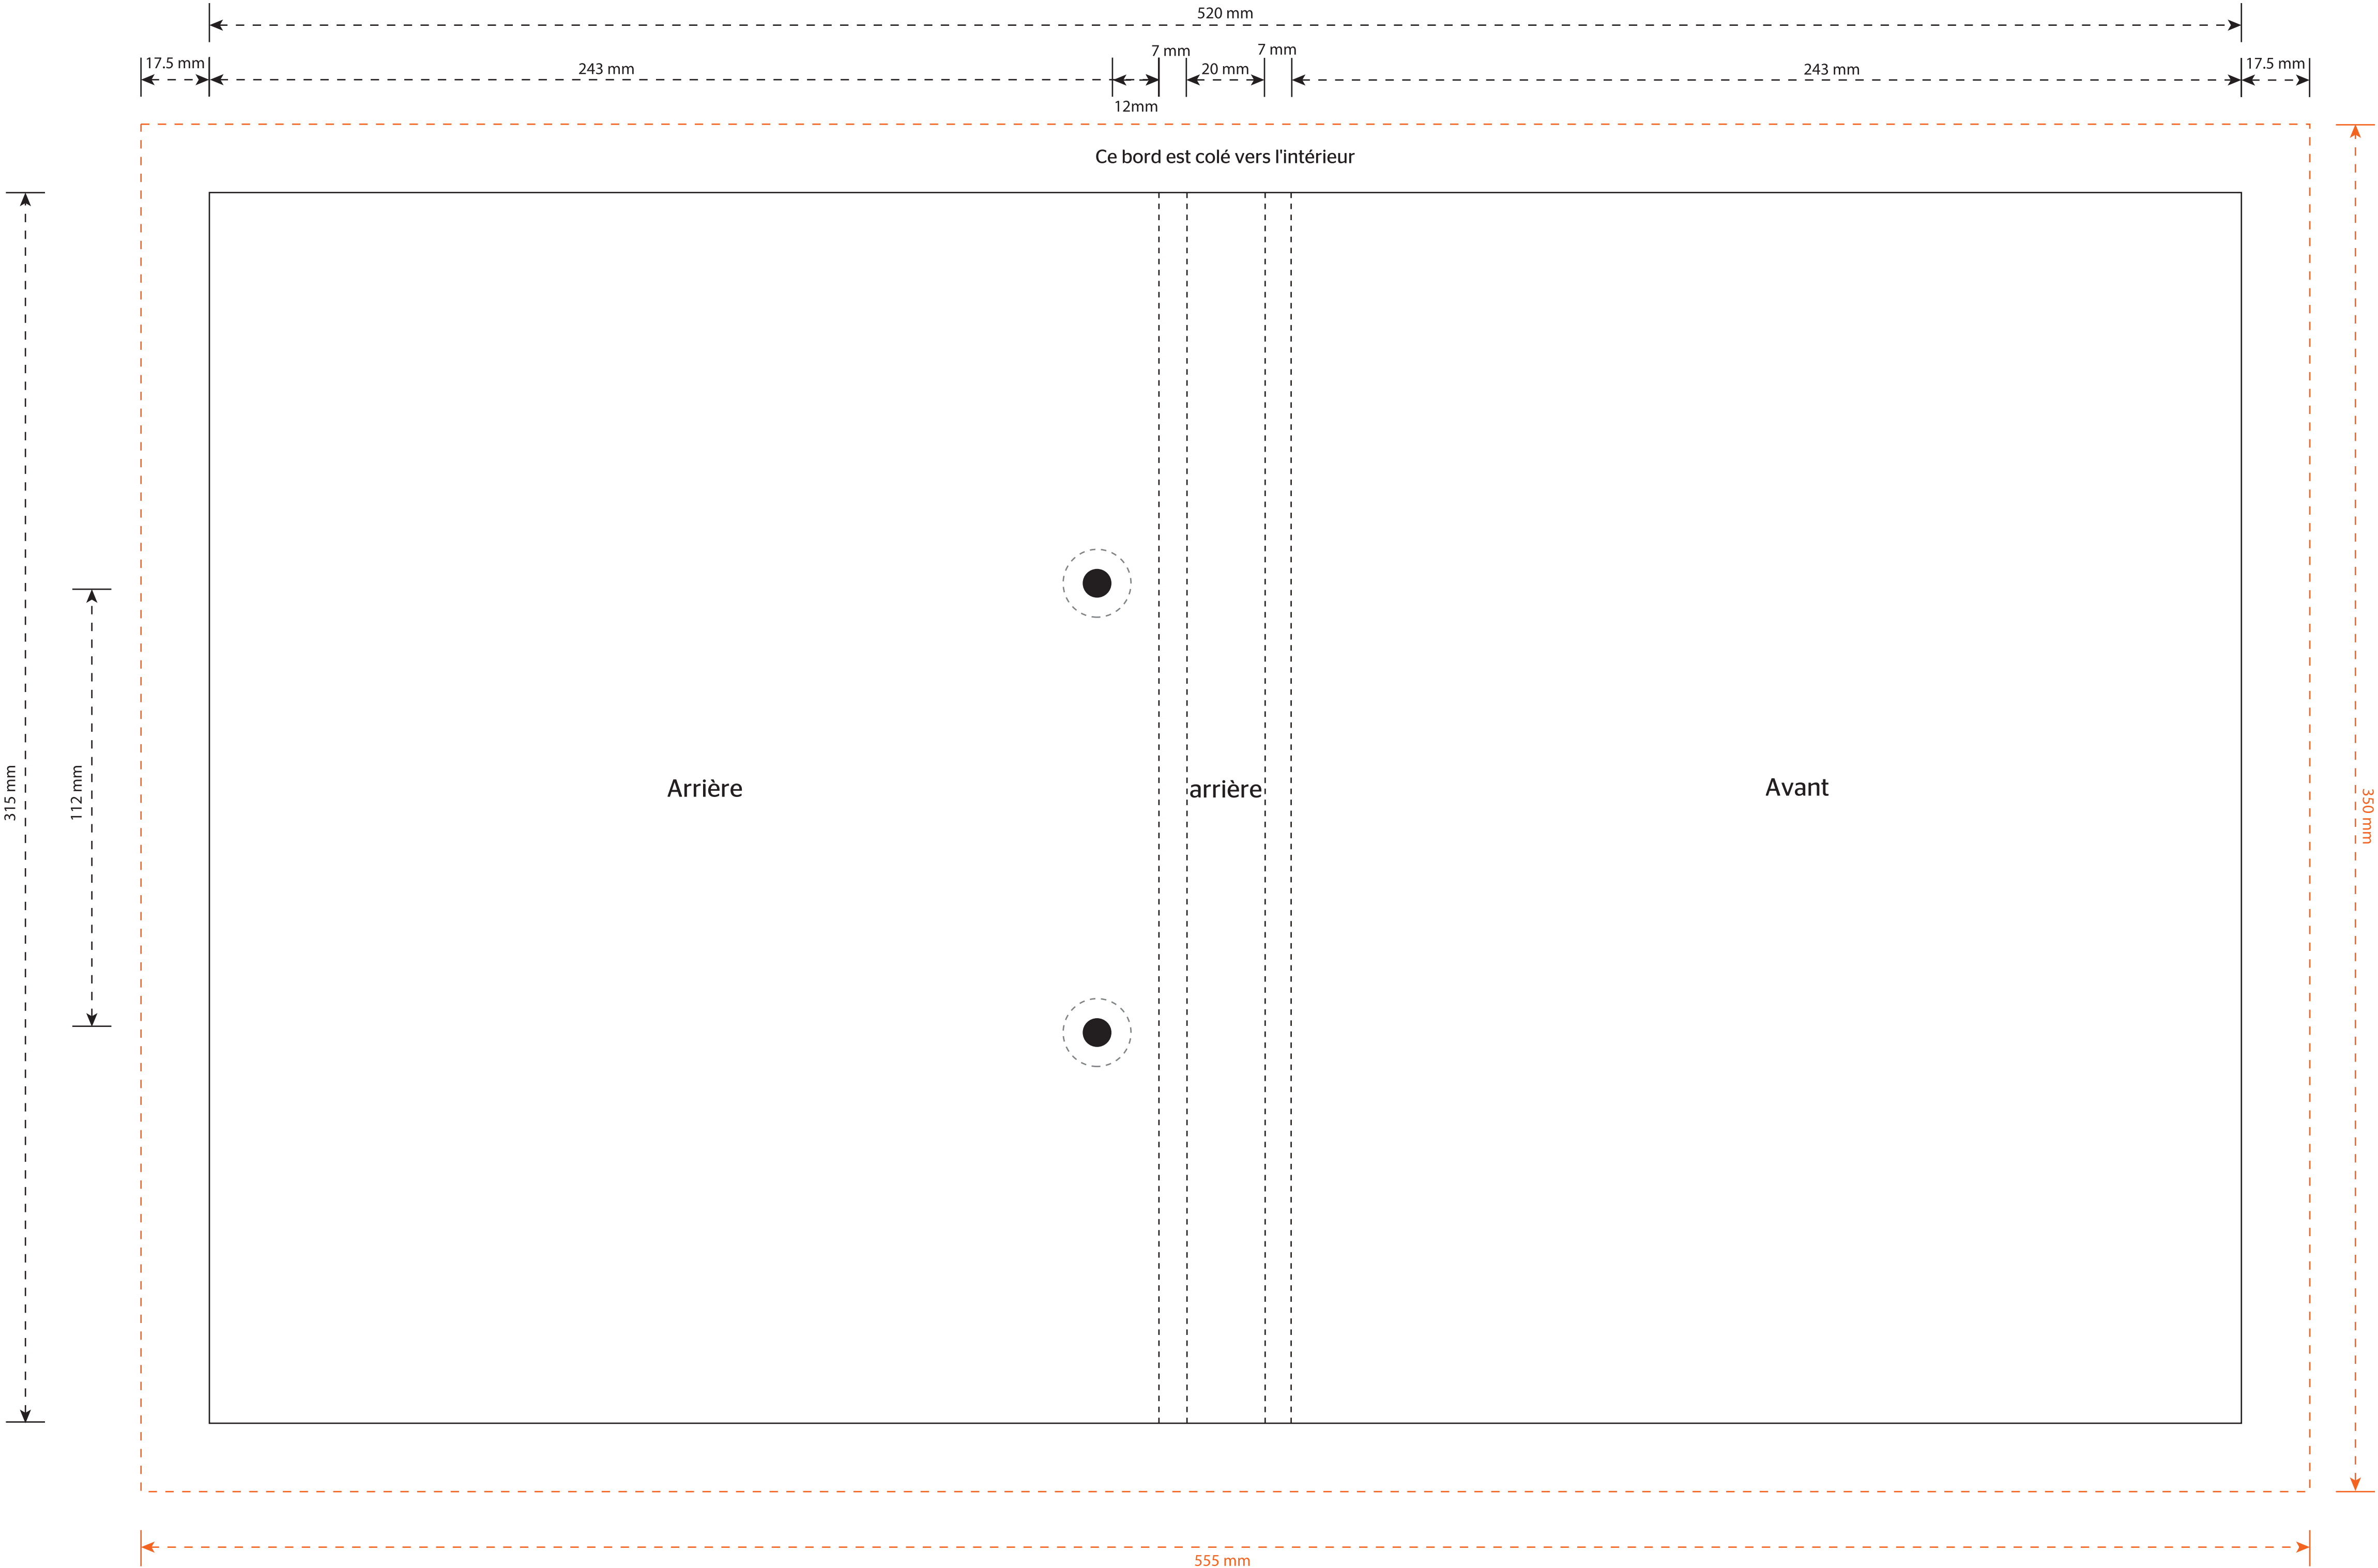 520 mm
17.5 mm
243 mm
7 mm
20 mm
7 mm
243 mm
17.5 mm
12mm
Ce bord est colé vers l'intérieur
315 mm
112 mm
Arrière
arrière
Avant
350 mm
555 mm